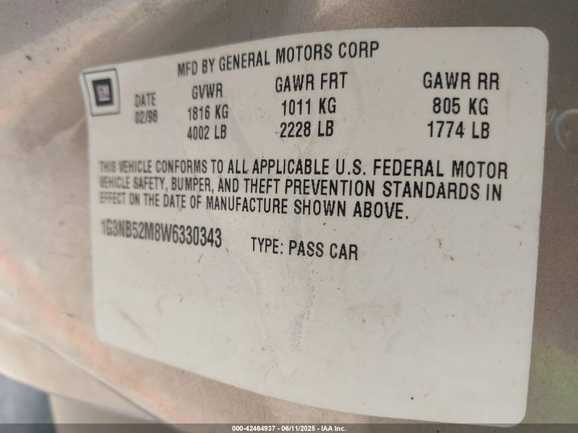 MFD BY GENERAL MOTORS CORP
GM
DATE GVWR GAWR FRT GAWR RR
02/98 1816 KG 1011 KG 805 KG
4002 LB 2228 LB 1774 LB
THIS VEHICLE CONFORMS TO ALL APPLICABLE U.S. FEDERAL MOTOR
VEHICLE SAFETY, BUMPER, AND THEFT PREVENTION STANDARDS IN
EFFECT ON THE DATE OF MANUFACTURE SHOWN ABOVE.
1G3NB52M8W6330343 TYPE: PASS CAR
000-42464937 - 06/11/2025 - IAA Inc.